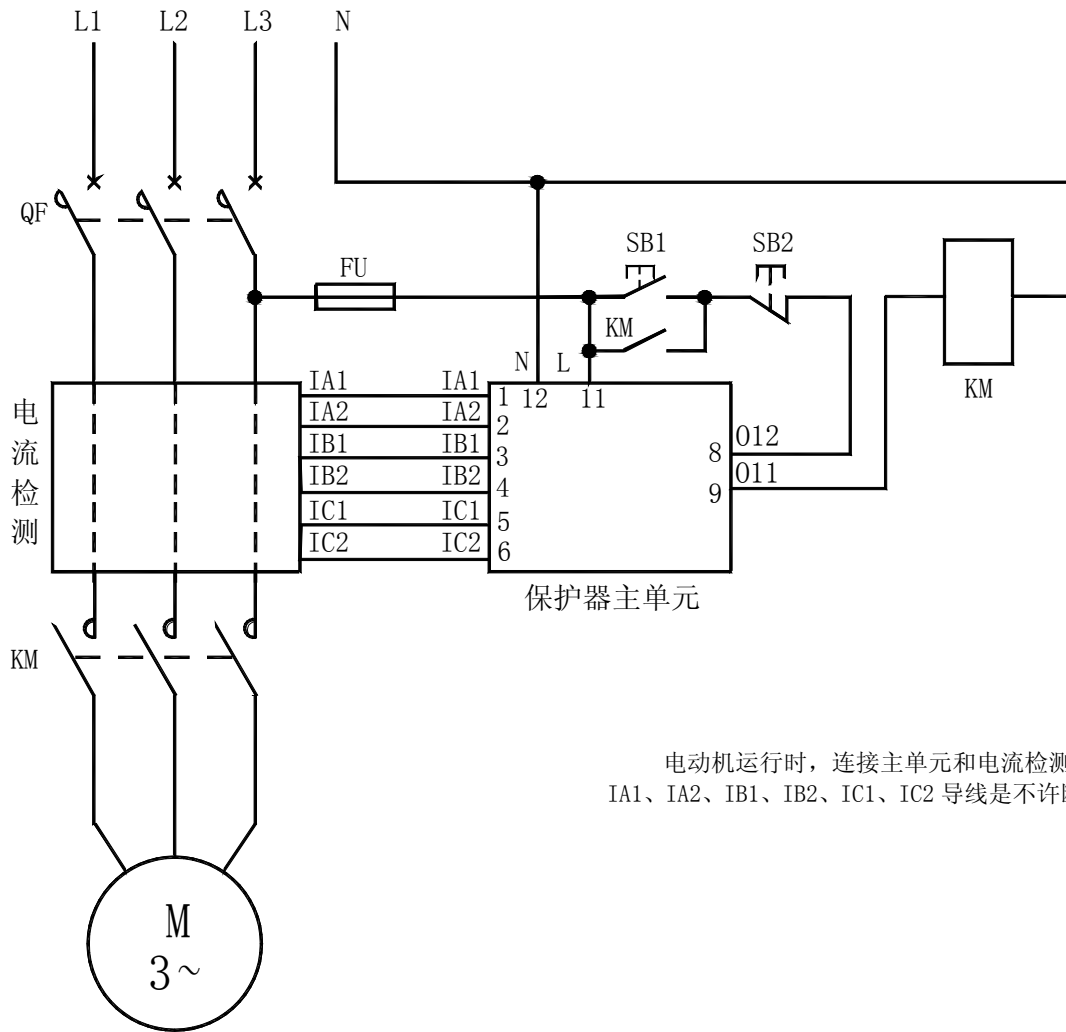 L1 L2 L3 N
QF
FU
SB1 SB2
KM
KM
N L
电流检测
IA1 IA1 1 12 11
IA2 IA2 2
IB1 IB1 3
IB2 IB2 4
IC1 IC1 5
IC2 IC2 6
8 O12
9 O11
保护器主单元
KM
电动机运行时，连接主单元和电流检测
IA1、IA2、IB1、IB2、IC1、IC2 导线是不许
M
3~